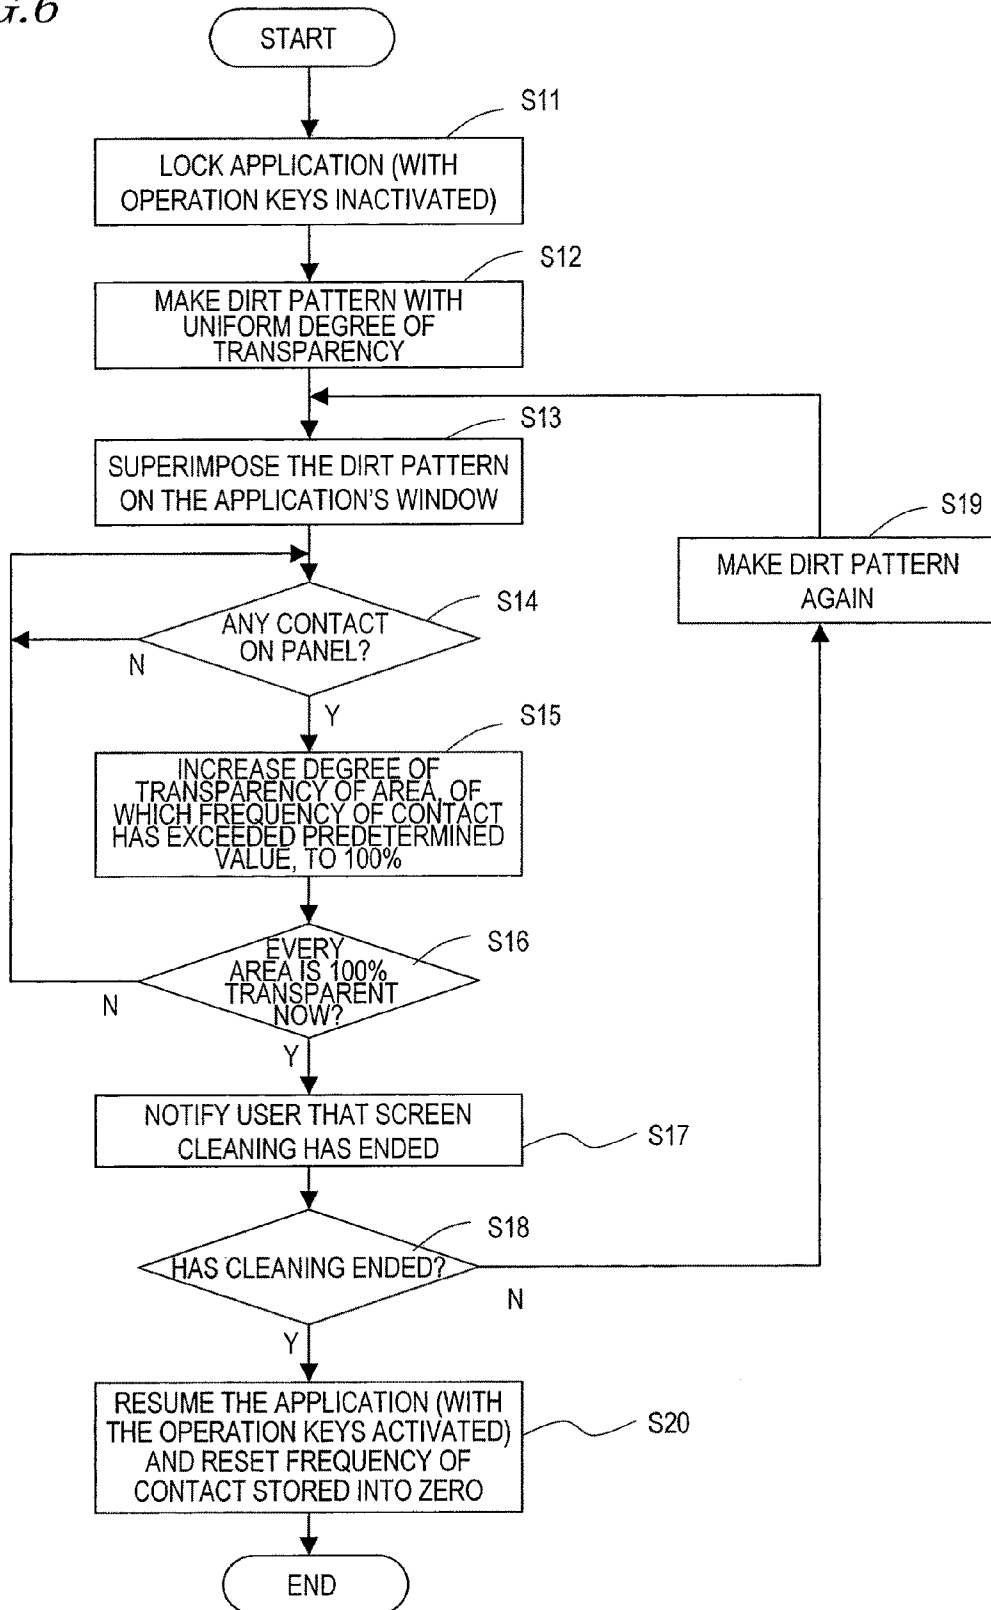 G.6
START
S11
LOCK APPLICATION (WITH
OPERATION KEYS INACTIVATED)
S12
MAKE DIRT PATTERN WITH
UNIFORM DEGREE OF
TRANSPARENCY
S13
SUPERIMPOSE THE DIRT PATTERN
ON THE APPLICATION'S WINDOW
S19
MAKE DIRT PATTERN
AGAIN
S14
ANY CONTACT
ON PANEL?
N
Y
S15
INCREASE DEGREE OF
TRANSPARENCY OF AREA, OF
WHICH FREQUENCY OF CONTACT
HAS EXCEEDED PREDETERMINED
VALUE, TO 100%
S16
EVERY
AREA IS 100%
TRANSPARENT
NOW?
N
Y
NOTIFY USER THAT SCREEN
CLEANING HAS ENDED
S17
S18
HAS CLEANING ENDED?
N
Y
RESUME THE APPLICATION (WITH
THE OPERATION KEYS ACTIVATED)
AND RESET FREQUENCY OF
CONTACT STORED INTO ZERO
S20
END